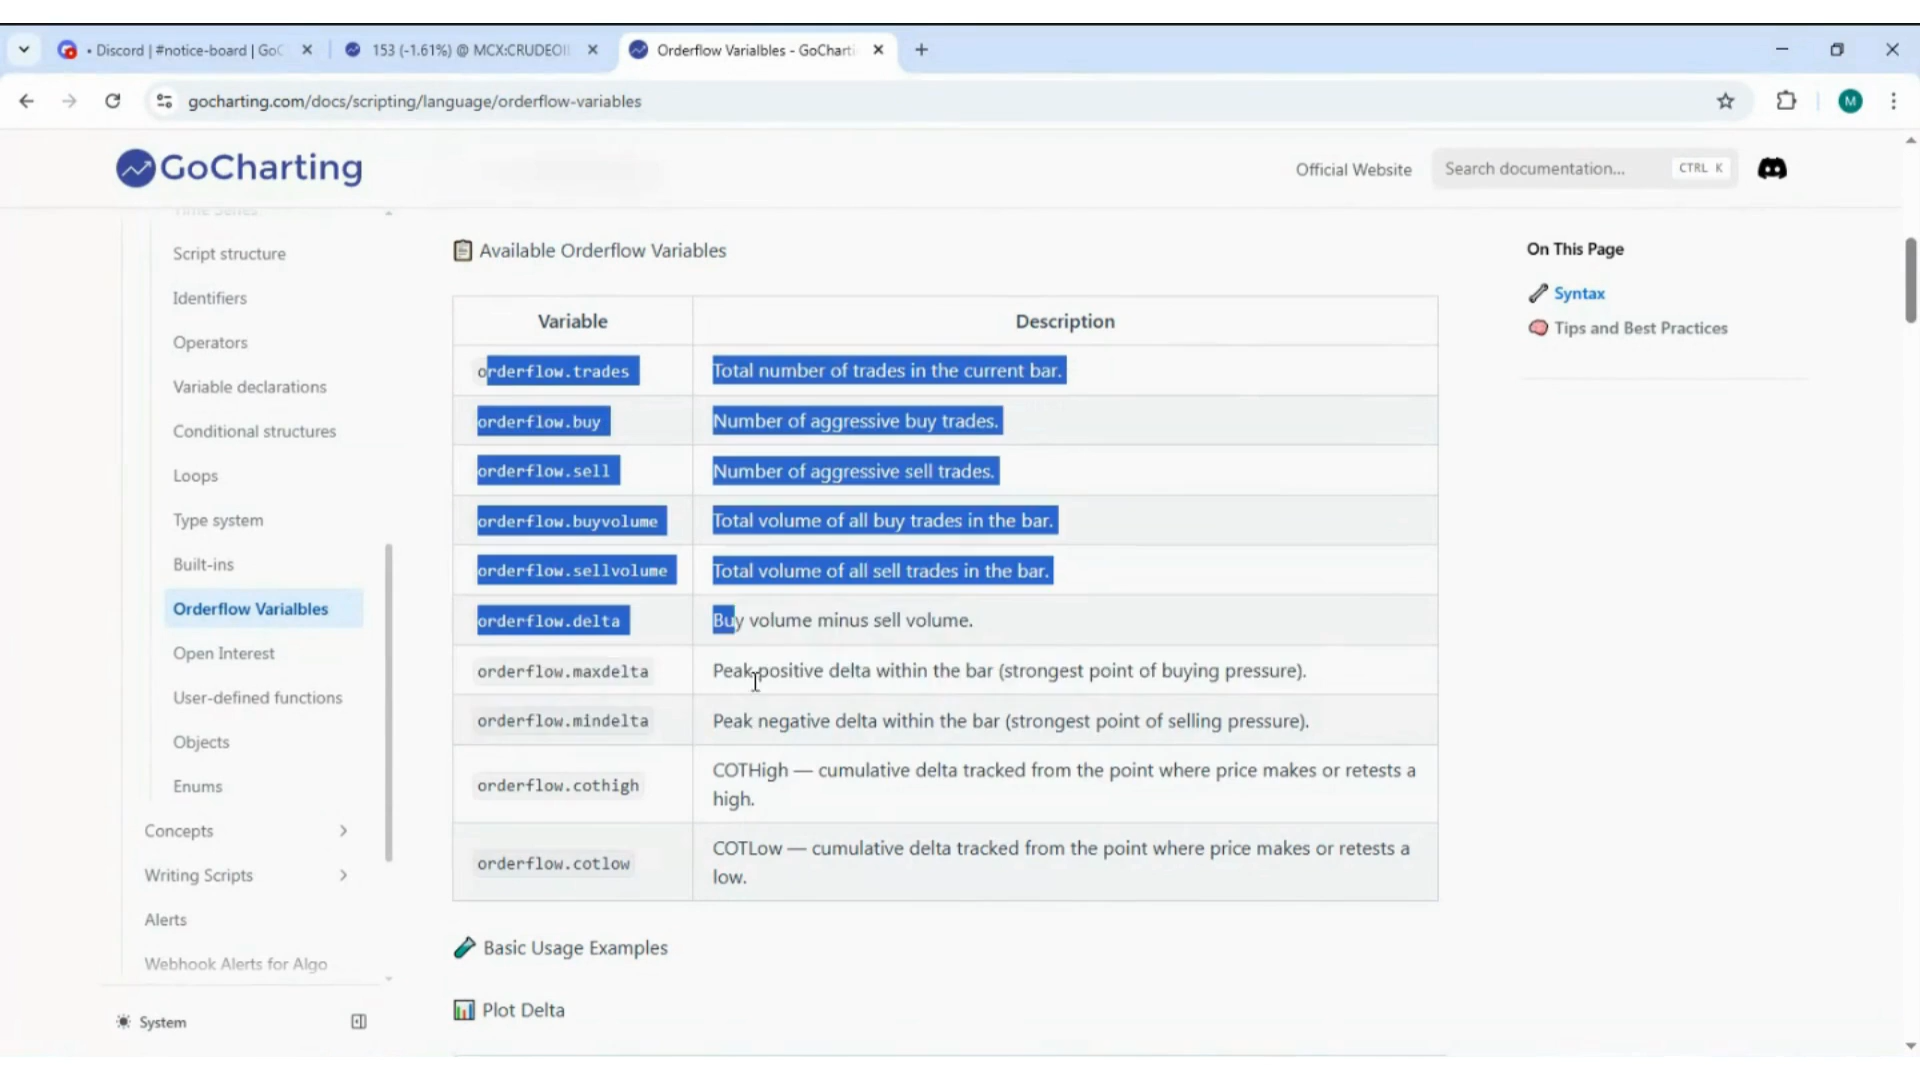 • Discord | #notice-board | GoC
153 (-1.61%) @ MCX:CRUDEOI
Orderflow Varialbles - GoCharti
gocharting.com/docs/scripting/language/orderflow-variables
M
GoCharting
Official Website
Search documentation...
CTRL K
Time Series
Script structure
Identifiers
Operators
Variable declarations
Conditional structures
Loops
Type system
Built-ins
Orderflow Varialbles
Open Interest
User-defined functions
Objects
Enums
Concepts
Writing Scripts
Alerts
Webhook Alerts for Algo
System
Available Orderflow Variables
Variable Description
orderflow.trades Total number of trades in the current bar.
orderflow.buy Number of aggressive buy trades.
orderflow.sell Number of aggressive sell trades.
orderflow.buyvolume Total volume of all buy trades in the bar.
orderflow.sellvolume Total volume of all sell trades in the bar.
orderflow.delta Buy volume minus sell volume.
orderflow.maxdelta Peak positive delta within the bar (strongest point of buying pressure).
orderflow.mindelta Peak negative delta within the bar (strongest point of selling pressure).
orderflow.cothigh COTHigh — cumulative delta tracked from the point where price makes or retests a
high.
orderflow.cotlow COTLow — cumulative delta tracked from the point where price makes or retests a
low.
Basic Usage Examples
Plot Delta
On This Page
Syntax
Tips and Best Practices